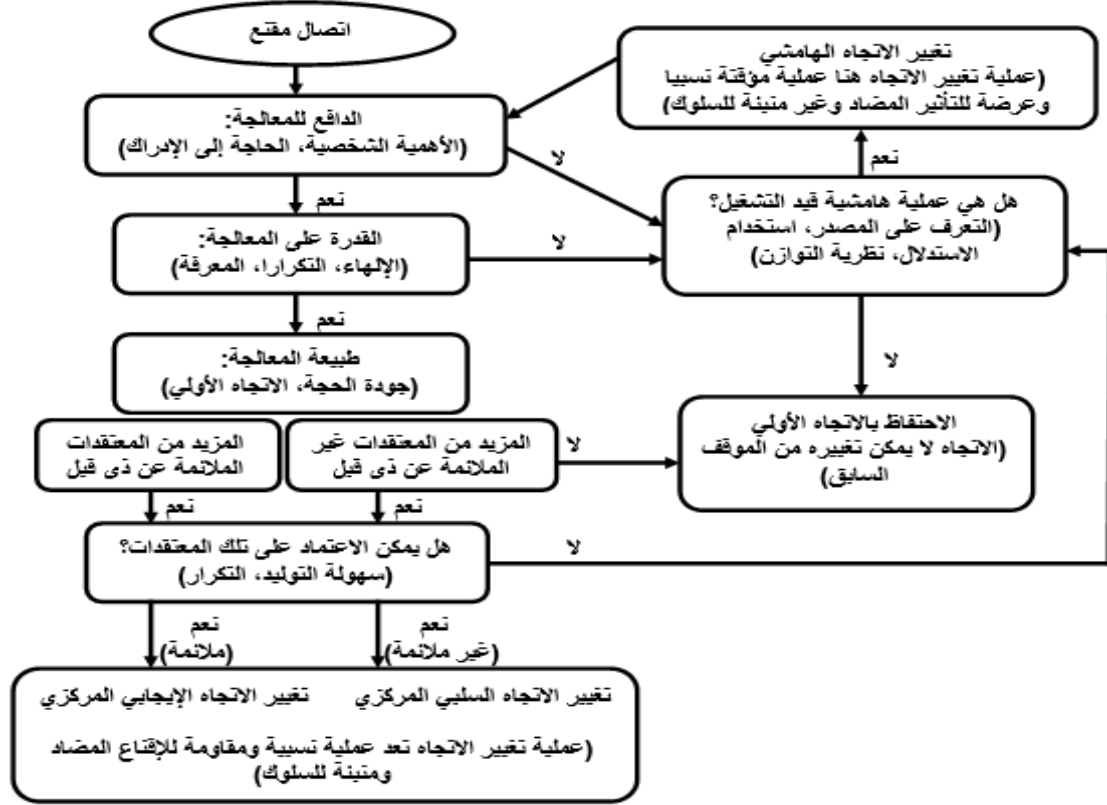 اتصال مقنع
تغيير الاتجاه الهامشي
(عملية تغيير الاتجاه هنا عملية مؤقتة نسبيا
وعرضة للتأثير المضاد وغير متينة للسلوك)
الدافع للمعالجة:
(الأهمية الشخصية، الحاجة إلى الإدراك)
لا
نعم
نعم
هل هي عملية هامشية قيد التشغيل؟
(التعرف على المصدر، استخدام
الاستدلال، نظرية التوازن)
القدرة على المعالجة:
(الإلهاء، التكرارا، المعرفة)
لا
نعم
لا
طبيعة المعالجة:
(جودة الحجة، الاتجاه الأولي)
الاحتفاظ بالاتجاه الأولي
(الاتجاه لا يمكن تغييره من الموقف
السابق)
المزيد من المعتقدات غير
الملائمة عن ذى قبل
المزيد من المعتقدات
الملائمة عن ذى قبل
لا
نعم
نعم
هل يمكن الاعتماد على تلك المعتقدات؟
(سهولة التوليد، التكرار)
لا
نعم
(ملائمة)
نعم
(غير ملائمة)
تغيير الاتجاه السلبي المركزي
تغيير الاتجاه الإيجابي المركزي
(عملية تغيير الاتجاه تعد عملية نسبية ومقاومة للإقناع المضاد
ومتينة للسلوك)